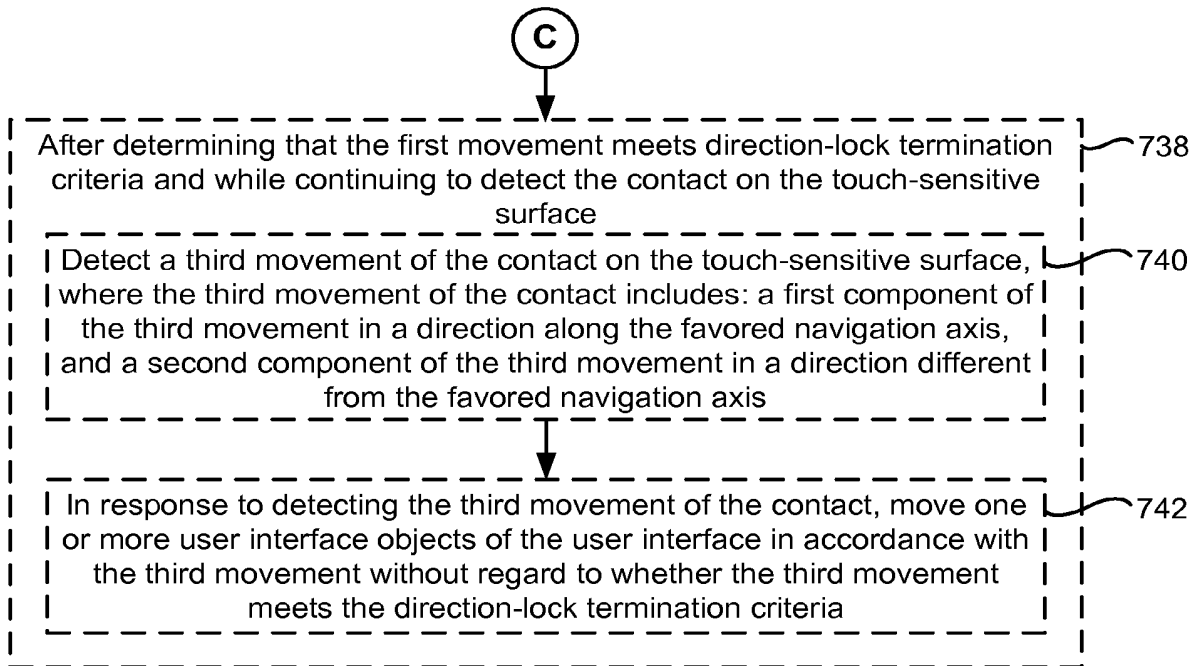 C
After determining that the first movement meets direction-lock termination
criteria and while continuing to detect the contact on the touch-sensitive
surface
738
Detect a third movement of the contact on the touch-sensitive surface,
where the third movement of the contact includes: a first component of
the third movement in a direction along the favored navigation axis,
and a second component of the third movement in a direction different
from the favored navigation axis
740
In response to detecting the third movement of the contact, move one
or more user interface objects of the user interface in accordance with
the third movement without regard to whether the third movement
meets the direction-lock termination criteria
742